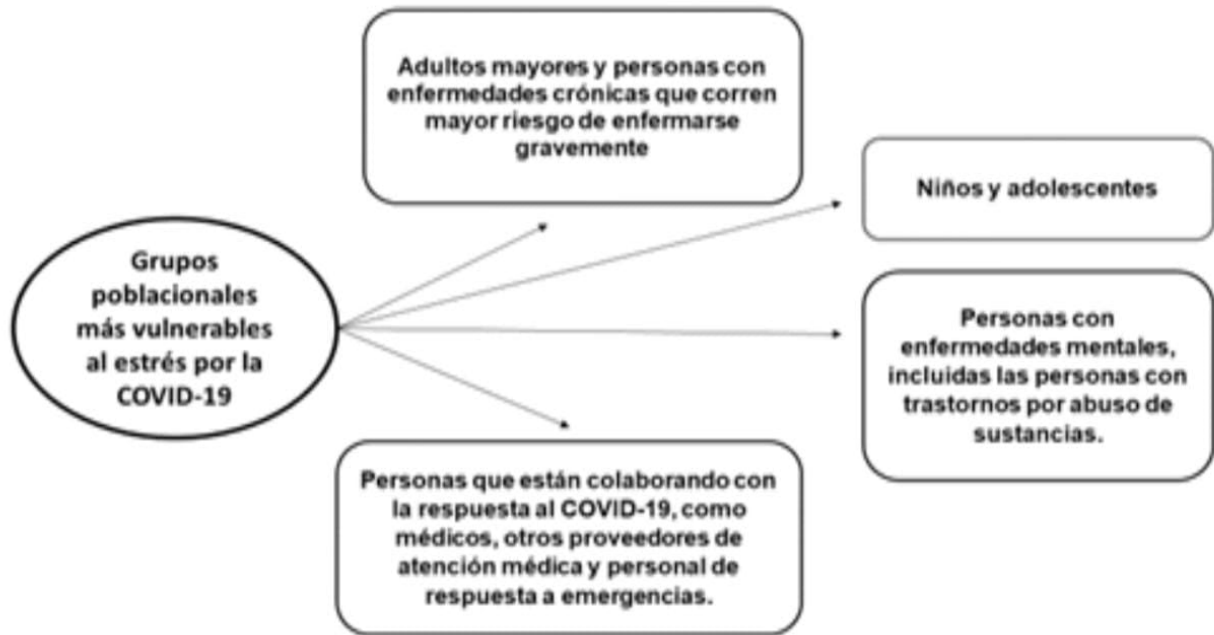 Adultos mayores y personas con
enfermedades crónicas que corren
mayor riesgo de enfermarse
gravemente
Niños y adolescentes
Grupos
poblacionales
más vulnerables
al estrés por la
COVID-19
Personas con
enfermedades mentales,
incluidas las personas con
trastornos por abuso de
sustancias.
Personas que están colaborando con
la respuesta al COVID-19, como
médicos, otros proveedores de
atención médica y personal de
respuesta a emergencias.